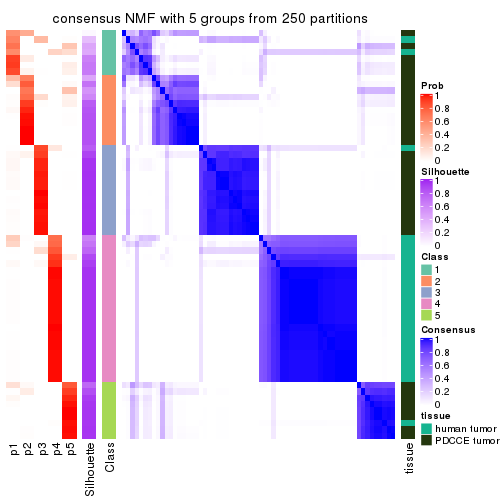 consensus NMF with 5 groups from 250 partitions
Prob
1
0.8
0.6
0.4
0.2
0
Silhouette
1
0.8
0.6
0.4
0.2
0
Class
1
2
3
4
5
Consensus
1
0.8
0.6
0.4
0.2
0
tissue
human tumor
PDCCE tumor
p1
p2
p3
p4
p5
Silhouette
Class
tissue